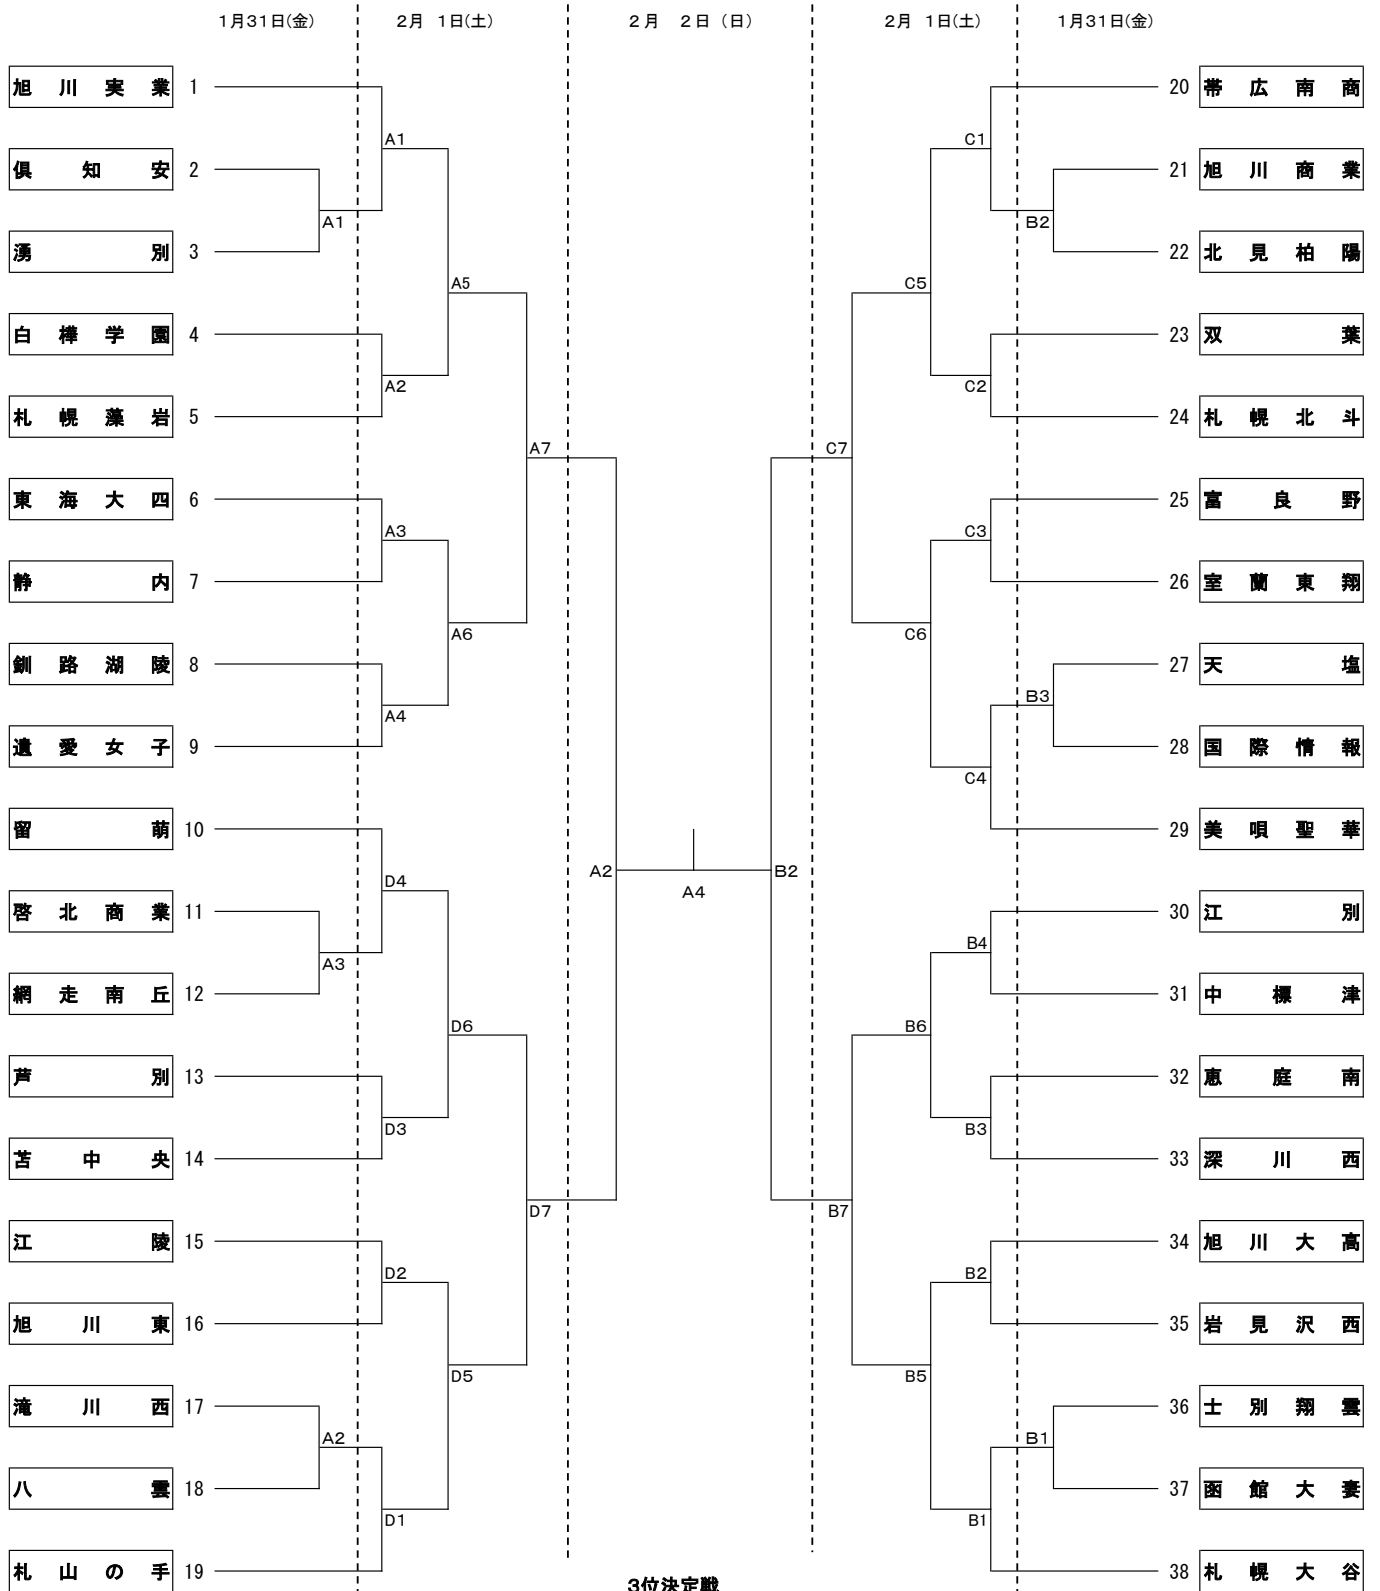 1月31日(金) 2月 1日(土) 2月 2日(日) 2月 1日(土) 1月31日(金)
旭川実業 1 20 帯広南商
A1 C1
倶知安 2 21 旭川商業
A1 B2
湧別 3 22 北見柏陽
A5 C5
白樺学園 4 23 双葉
A2 C2
札幌藻岩 5 24 札幌北斗
A7 C7
東海大四 6 25 富良野
A3 C3
静内 7 26 室蘭東翔
A6 C6
釧路湖陵 8 27 天塩
A4 B3
遺愛女子 9 28 国際情報
C4
留萌 10 29 美唄聖華
D4 A2 A4 B2
啓北商業 11 30 江別
A3 B4
網走南丘 12 31 中標津
D6 B6
芦別 13 32 恵庭南
D3 B3
苫中央 14 33 深川西
D7 B7
江陵 15 34 旭川大高
D2 B2
旭川東 16 35 岩見沢西
D5 B5
滝川西 17 36 士別翔雲
A2 B1
八雲 18 37 函館大妻
D1 B1
札山の手 19 38 札幌大谷
3位決定戦